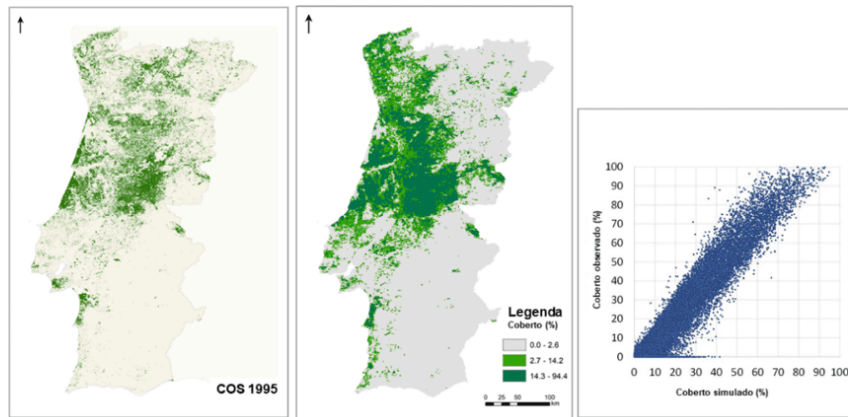 COS 1995
Legenda
Coberto (%)
0.0 - 2.6
2.7 - 14.2
14.3 - 94.4
0 25 50 100
km
Coberto observado (%)
100
90
80
70
60
50
40
30
20
10
0
0 10 20 30 40 50 60 70 80 90 100
Coberto simulado (%)